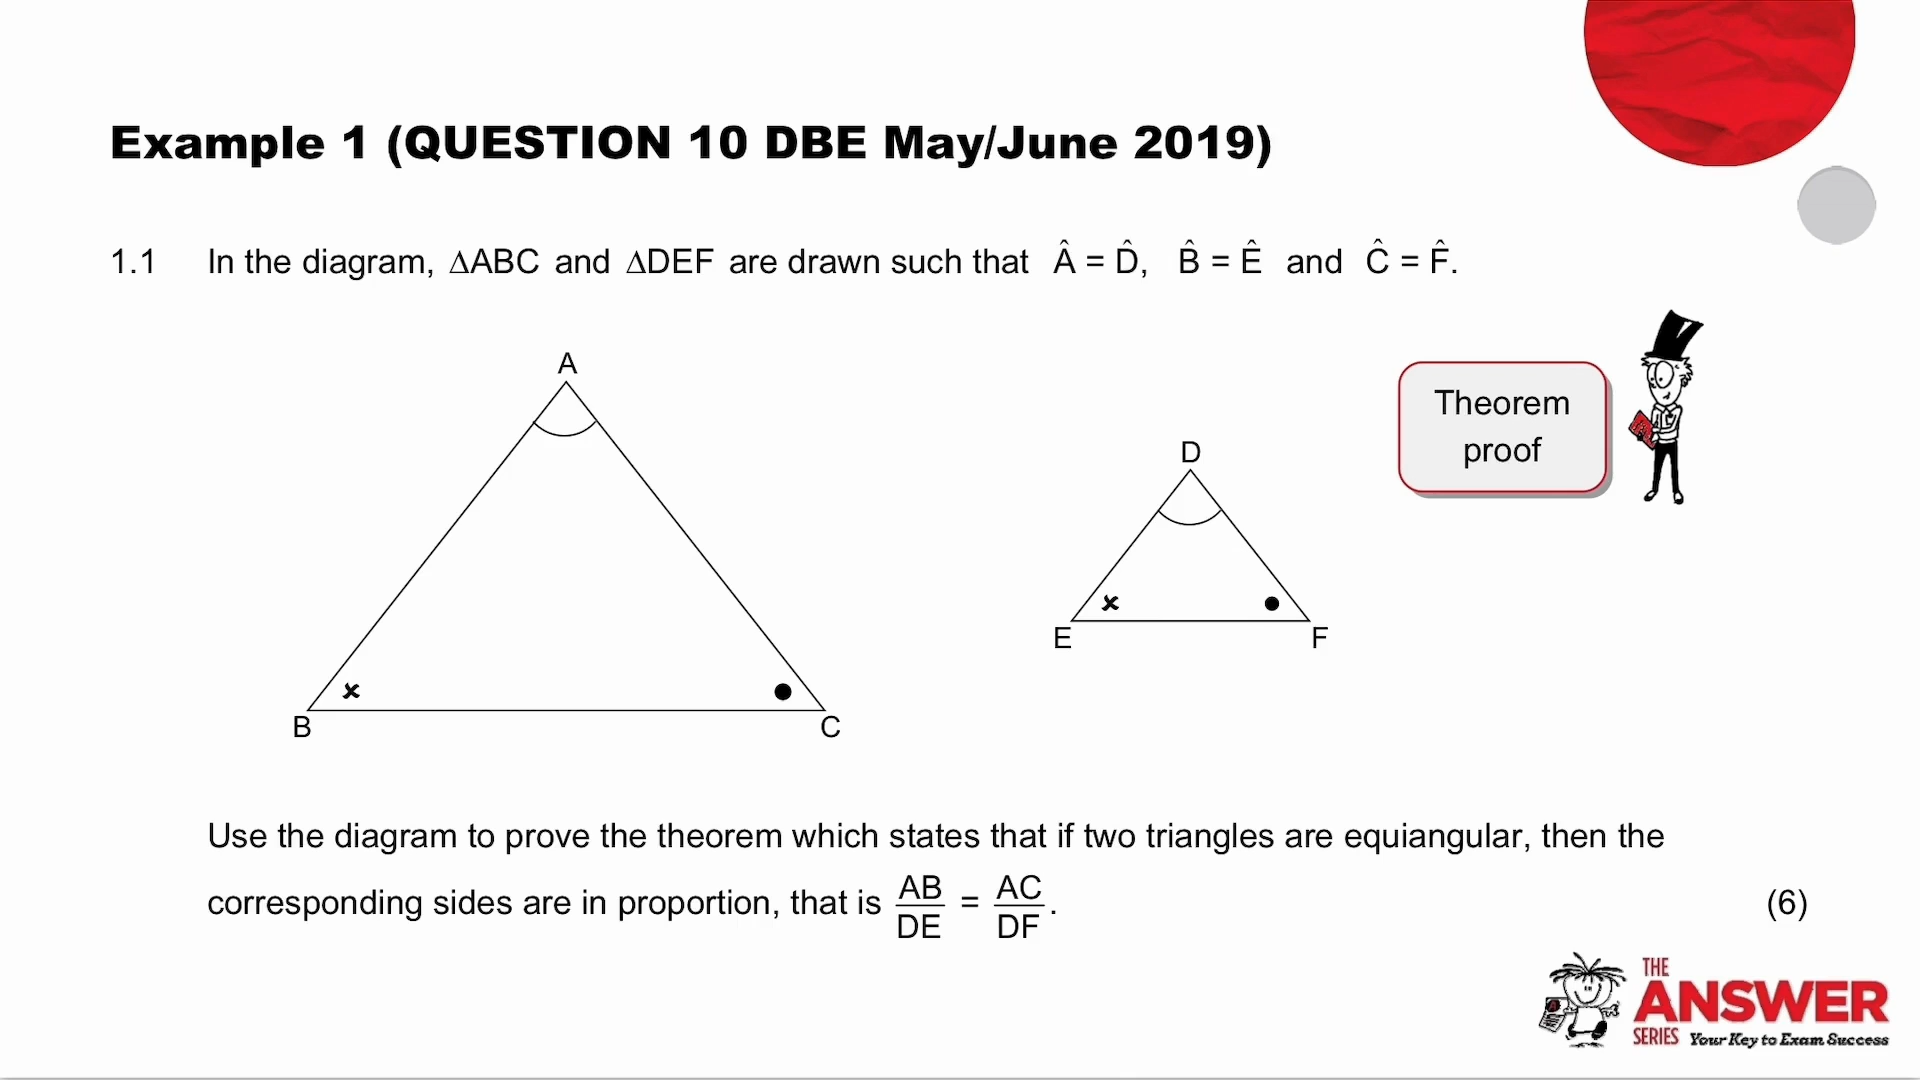 Example 1 (QUESTION 10 DBE May/June 2019)
1.1 In the diagram, ΔABC and ΔDEF are drawn such that Â = D̂, B̂ = Ê and Ĉ = F̂.
A
Theorem
proof
D
E
F
B
C
Use the diagram to prove the theorem which states that if two triangles are equiangular, then the
corresponding sides are in proportion, that is AB/DE = AC/DF. (6)
THE
ANSWER
SERIES Your Key to Exam Success